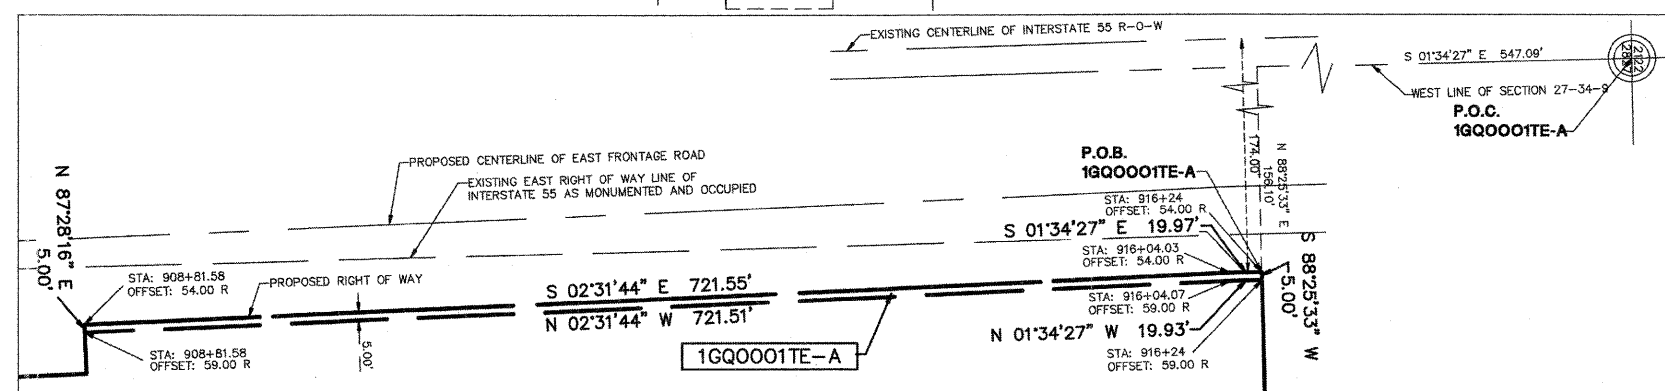 EXISTING CENTERLINE OF INTERSTATE 55 R-O-W
S 01°34'27" E 547.09'
21 22
28 27
WEST LINE OF SECTION 27-34-9
P.O.C.
1GQ0001TE-A
PROPOSED CENTERLINE OF EAST FRONTAGE ROAD
EXISTING EAST RIGHT OF WAY LINE OF
INTERSTATE 55 AS MONUMENTED AND OCCUPIED
P.O.B.
1GQ0001TE-A
174.00'
N 88°25'33" E
156.10'
STA: 916+24
OFFSET: 54.00 R
S 01°34'27" E 19.97'
STA: 916+04.03
OFFSET: 54.00 R
N 87°28'16" E
5.00'
STA: 908+81.58
OFFSET: 54.00 R
PROPOSED RIGHT OF WAY
S 02°31'44" E 721.55'
N 02°31'44" W 721.51'
STA: 916+04.07
OFFSET: 59.00 R
N 01°34'27" W 19.93'
S 88°25'33" W
5.00'
STA: 908+81.58
OFFSET: 59.00 R
5.00'
1GQ0001TE-A
STA: 916+24
OFFSET: 59.00 R